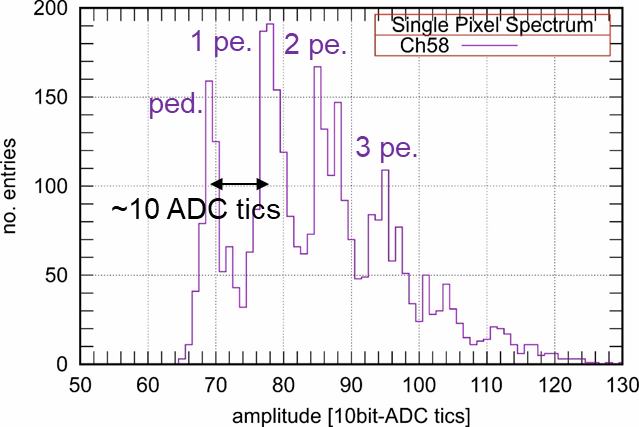 200
150
100
50
0
no. entries
Single Pixel Spectrum
Ch58
1 pe.
2 pe.
ped.
3 pe.
~10 ADC tics
50 60 70 80 90 100 110 120 130
amplitude [10bit-ADC tics]